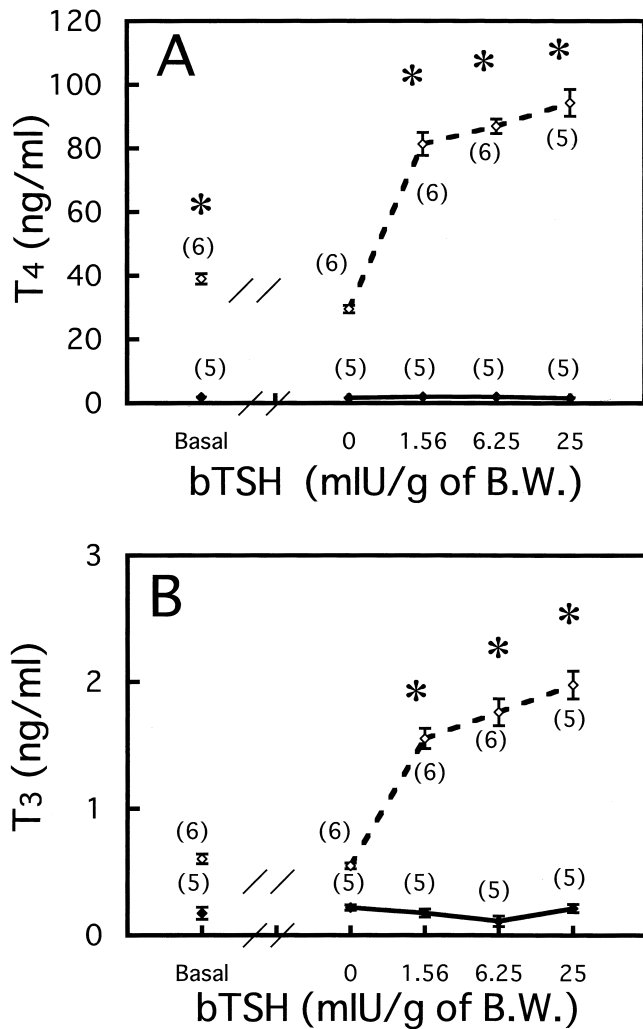 120
A
* * *
100
(6) (5)
80
(6)
T4 (ng/ml)
60
*
(6) (6)
40
20
(5) (5) (5) (5) (5)
0
Basal 0 1.56 6.25 25
bTSH (mIU/g of B.W.)
3
B
* * *
2
(5)
(6)
(6)
T3 (ng/ml)
1
(6) (6)
(5) (5) (5) (5) (5)
0
Basal 0 1.56 6.25 25
bTSH (mIU/g of B.W.)